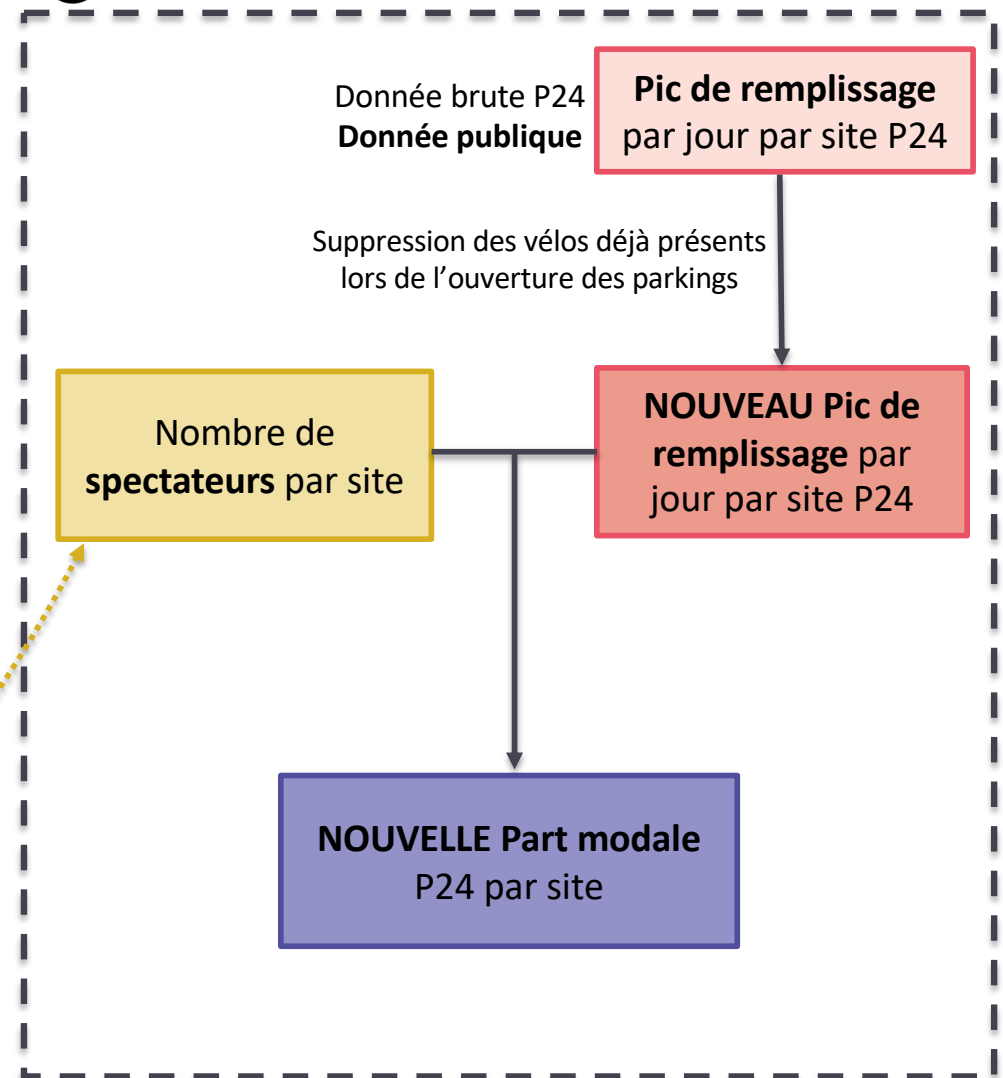 Donnée brute P24
Donnée publique
Pic de remplissage
par jour par site P24
Suppression des vélos déjà présents
lors de l’ouverture des parkings
Nombre de
spectateurs par site
NOUVEAU Pic de
remplissage par
jour par site P24
NOUVELLE Part modale
P24 par site